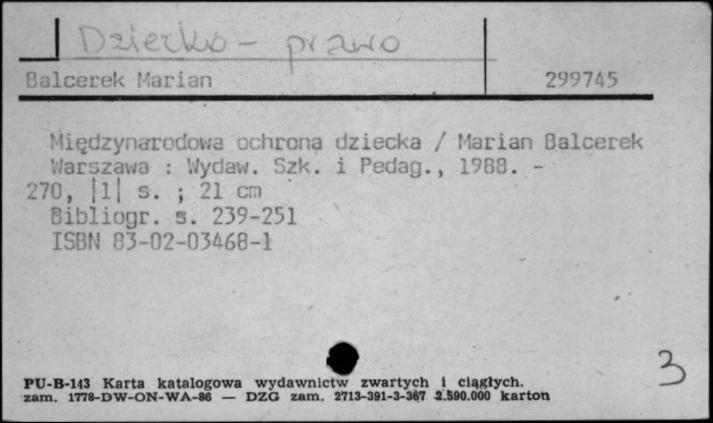 Dziecko - prawo
Balcerek Marian 299745
Międzynarodowa ochrona dziecka / Marian Balcerek
Warszawa : Wydaw. Szk. i Pedag., 1988. -
270, |1| s. ; 21 cm
Bibliogr. s. 239-251
ISBN 83-02-03468-1
3
PU-B-143 Karta katalogowa wydawnictw zwartych i ciągłych.
zam. 1778-DW-ON-WA-86 — DZG zam. 2713-391-3-367 2.590.000 karton